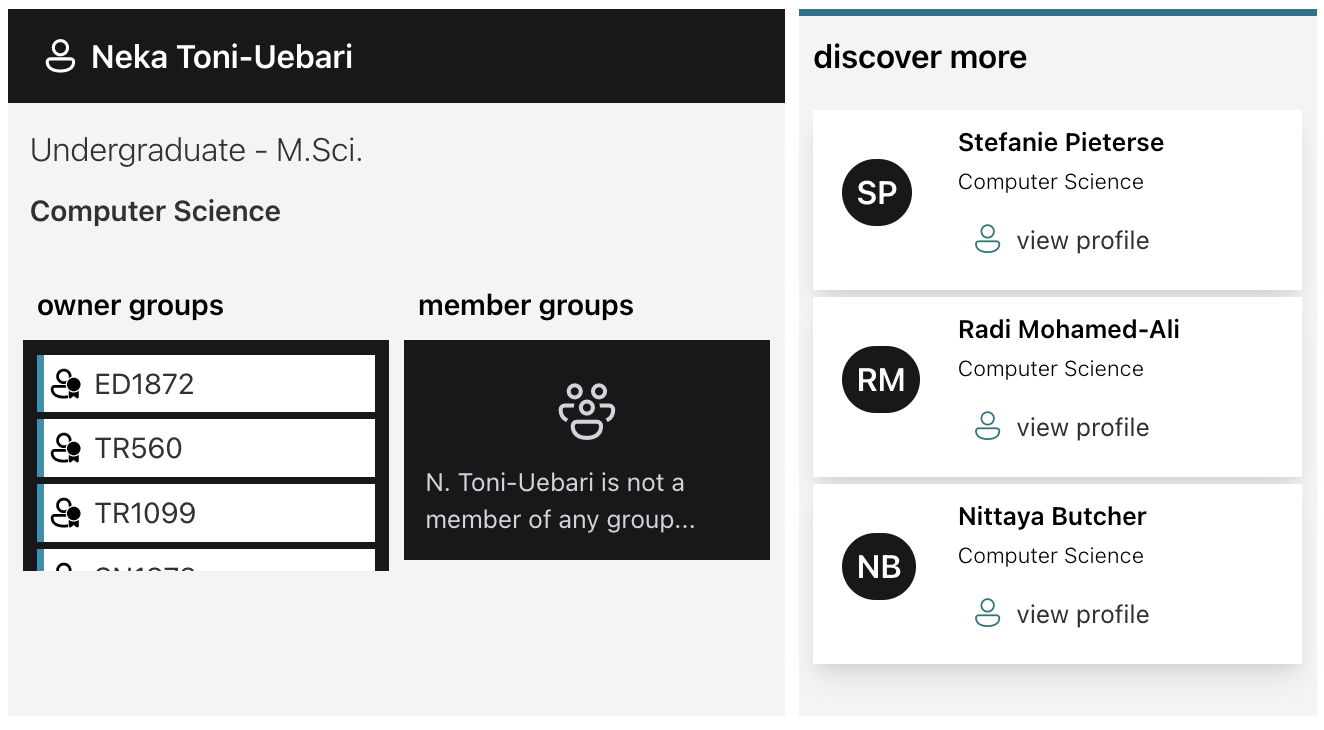 Neka Toni-Uebari
Undergraduate - M.Sci.
Computer Science
owner groups
ED1872
TR560
TR1099
member groups
N. Toni-Uebari is not a
member of any group...
discover more
SP
Stefanie Pieterse
Computer Science
view profile
RM
Radi Mohamed-Ali
Computer Science
view profile
NB
Nittaya Butcher
Computer Science
view profile